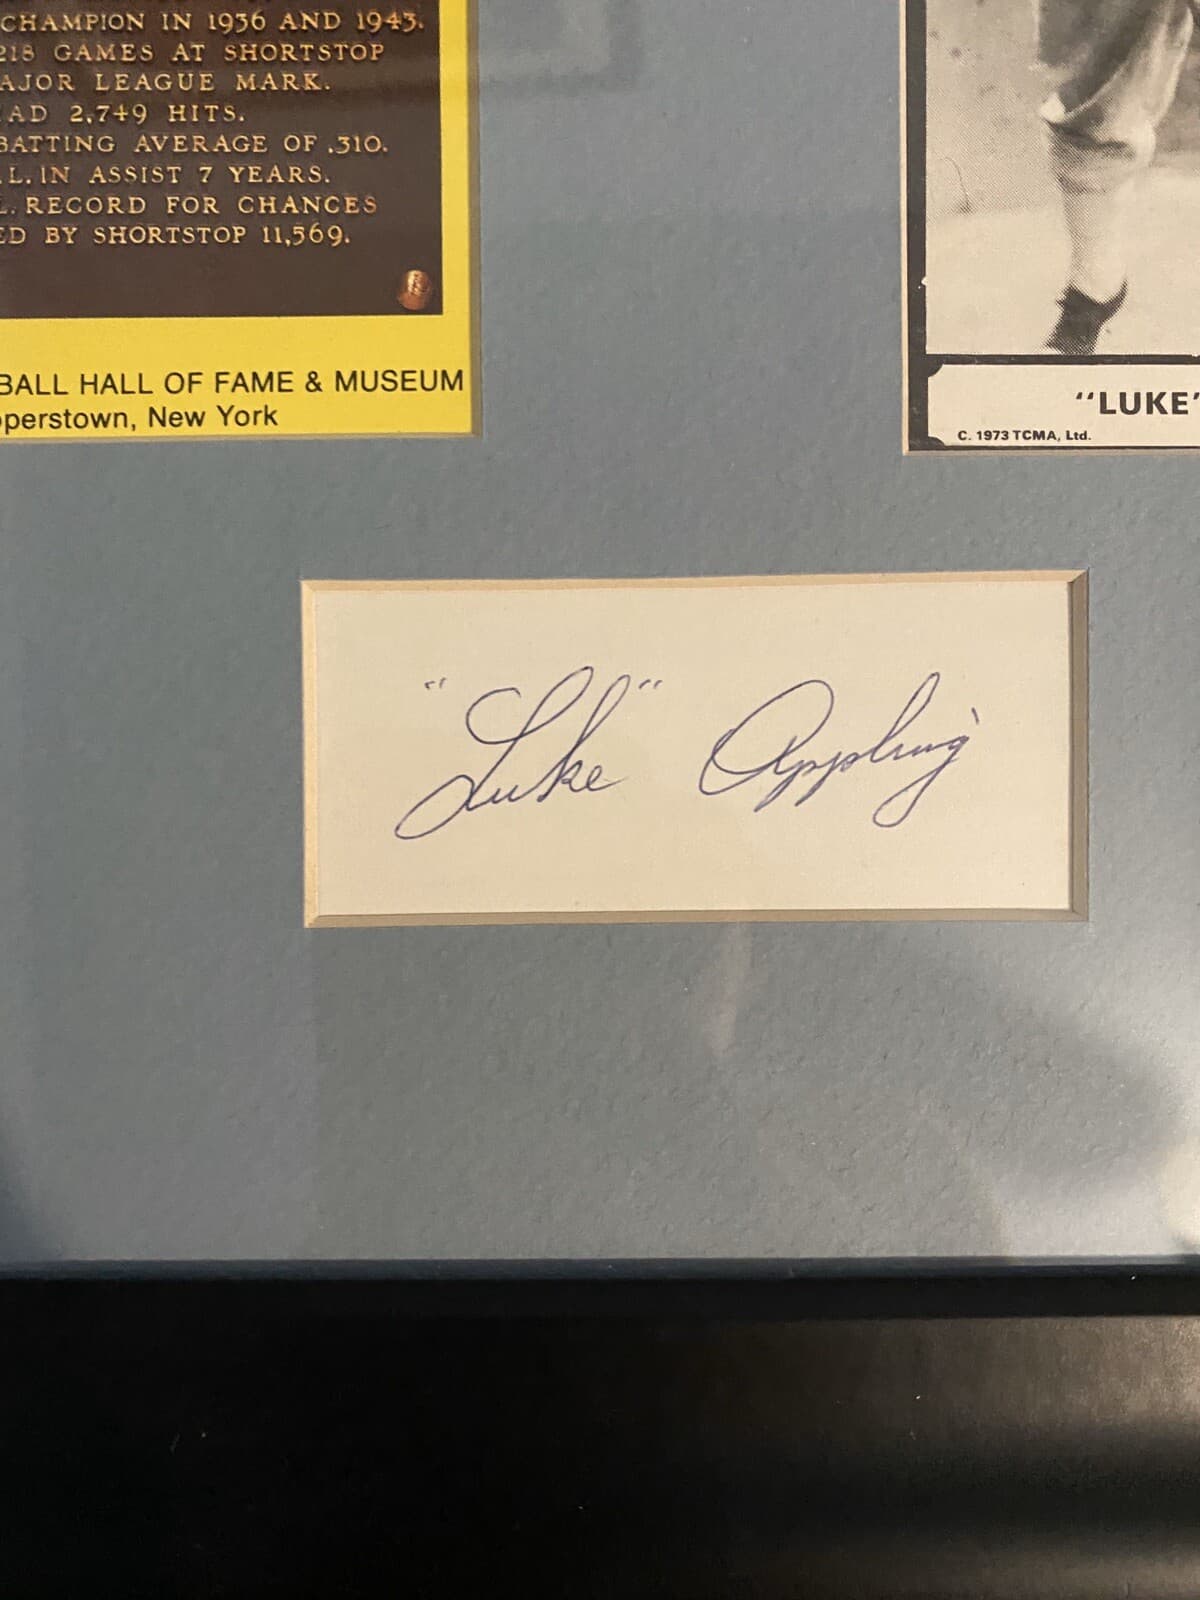 CHAMPION IN 1936 AND 1943.
218 GAMES AT SHORTSTOP
AJOR LEAGUE MARK.
AD 2,749 HITS.
BATTING AVERAGE OF .310.
L. IN ASSIST 7 YEARS.
L. RECORD FOR CHANCES
ED BY SHORTSTOP 11,569.
BALL HALL OF FAME & MUSEUM
perstown, New York
"LUKE"
C. 1973 TCMA, Ltd.
"Luke" Appling